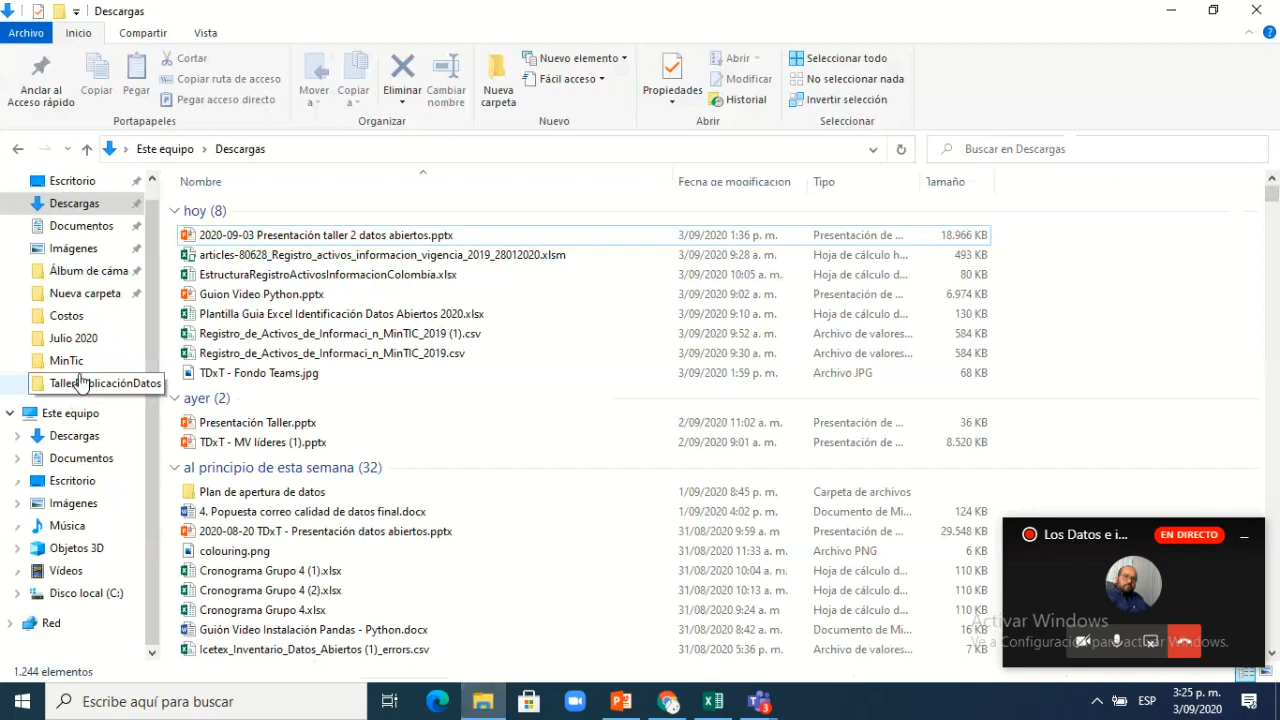 Descargas
Archivo Inicio Compartir Vista
Anclar al Acceso rápido
Copiar
Pegar
Cortar
Copiar ruta de acceso
Pegar acceso directo
Portapapeles
Mover a
Copiar a
Eliminar
Cambiar nombre
Organizar
Nueva carpeta
Nuevo elemento
Fácil acceso
Nuevo
Propiedades
Abrir
Modificar
Historial
Abrir
Seleccionar todo
No seleccionar nada
Invertir selección
Seleccionar
Este equipo > Descargas
Buscar en Descargas
Escritorio
Descargas
Documentos
Imágenes
Álbum de cáma
Nueva carpeta
Costos
Julio 2020
MinTic
Este equipo
Descargas
Documentos
Escritorio
Imágenes
Música
Objetos 3D
Vídeos
Disco local (C:)
Red
Nombre Fecha de modificación Tipo Tamaño
hoy (8)
2020-09-03 Presentación taller 2 datos abiertos.pptx 3/09/2020 1:36 p. m. Presentación de ... 18.966 KB
articles-80628_Registro_activos_informacion_vigencia_2019_28012020.xlsm 3/09/2020 9:28 a. m. Hoja de cálculo h... 493 KB
EstructuraRegistroActivosInformacionColombia.xlsx 3/09/2020 10:05 a. m. Hoja de cálculo d... 80 KB
Guion Video Python.pptx 3/09/2020 9:02 a. m. Presentación de ... 6.974 KB
Plantilla Guia Excel Identificación Datos Abiertos 2020.xlsx 3/09/2020 9:10 a. m. Hoja de cálculo d... 130 KB
Registro_de_Activos_de_Informaci_n_MinTIC_2019 (1).csv 3/09/2020 9:52 a. m. Archivo de valores... 584 KB
Registro_de_Activos_de_Informaci_n_MinTIC_2019.csv 3/09/2020 9:30 a. m. Archivo de valores... 584 KB
TDxT - Fondo Teams.jpg 3/09/2020 1:59 p. m. Archivo JPG 68 KB
ayer (2)
Presentación Taller.pptx 2/09/2020 11:02 a. m. Presentación de ... 36 KB
TDxT - MV líderes (1).pptx 2/09/2020 9:01 a. m. Presentación de ... 8.520 KB
al principio de esta semana (32)
Plan de apertura de datos 1/09/2020 8:45 p. m. Carpeta de archivos
4. Popuesta correo calidad de datos final.docx 1/09/2020 4:02 p. m. Documento de Mi... 124 KB
2020-08-20 TDxT - Presentación datos abiertos.pptx 31/08/2020 9:59 a. m. Presentación de ... 29.548 KB
colouring.png 31/08/2020 11:33 a. m. Archivo PNG 6 KB
Cronograma Grupo 4 (1).xlsx 31/08/2020 10:04 a. m. Hoja de cálculo d... 110 KB
Cronograma Grupo 4 (2).xlsx 31/08/2020 10:13 a. m. Hoja de cálculo d... 110 KB
Cronograma Grupo 4.xlsx 31/08/2020 9:24 a. m. Hoja de cálculo d... 110 KB
Guión Video Instalación Pandas - Python.docx 31/08/2020 8:42 a. m. Documento de Mi... 16 KB
Icetex_Inventario_Datos_Abiertos (1)_errors.csv 31/08/2020 5:36 p. m. Archivo de valores... 7 KB
Los Datos e i... EN DIRECTO
Activar Windows
Ve a Configuración para activar Windows.
1.244 elementos
Escribe aquí para buscar
ESP
3:25 p. m.
3/09/2020